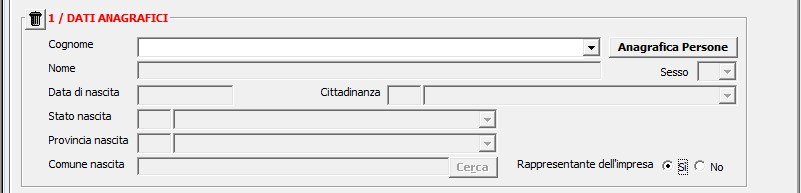 1 / DATI ANAGRAFICI
Cognome Anagrafica Persone
Nome Sesso
Data di nascita Cittadinanza
Stato nascita
Provincia nascita
Comune nascita Cerca Rappresentante dell'impresa Sì No